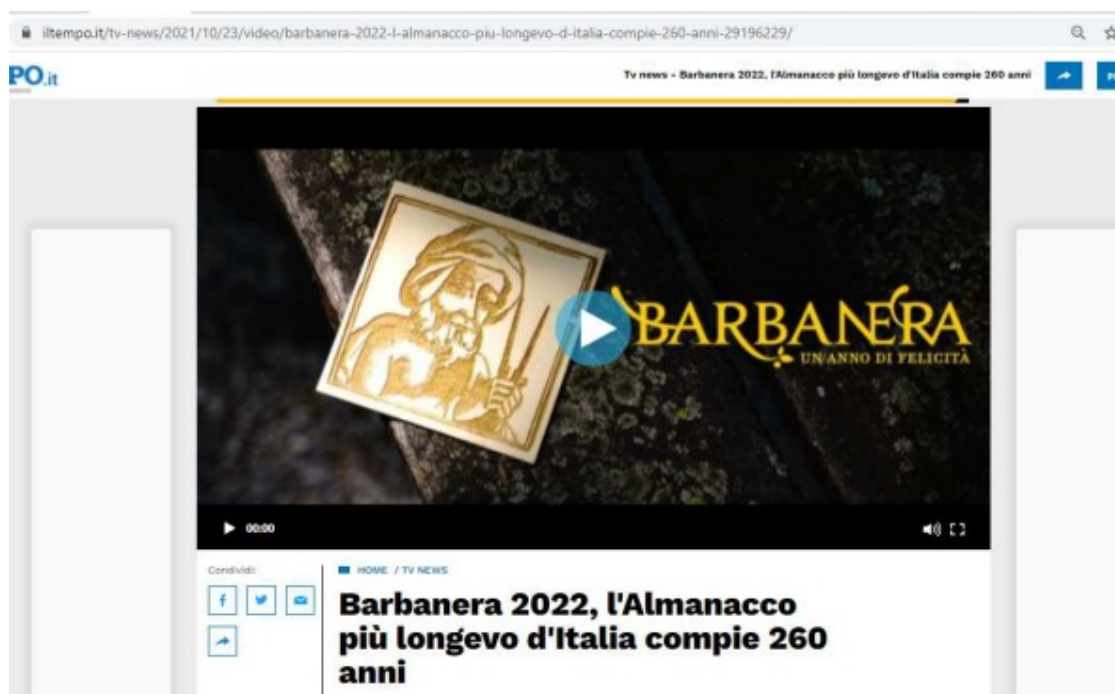 iltempo.it/tv-news/2021/10/23/video/barbanera-2022-l-almanacco-piu-longevo-d-italia-compie-260-anni-29196229/
PO.it
Tv news - Barbanera 2022, l'Almanacco più longevo d'Italia compie 260 anni
BARBANERA
UN ANNO DI FELICITÀ
00:00
Condividi:
HOME / TV NEWS
Barbanera 2022, l'Almanacco
più longevo d'Italia compie 260
anni